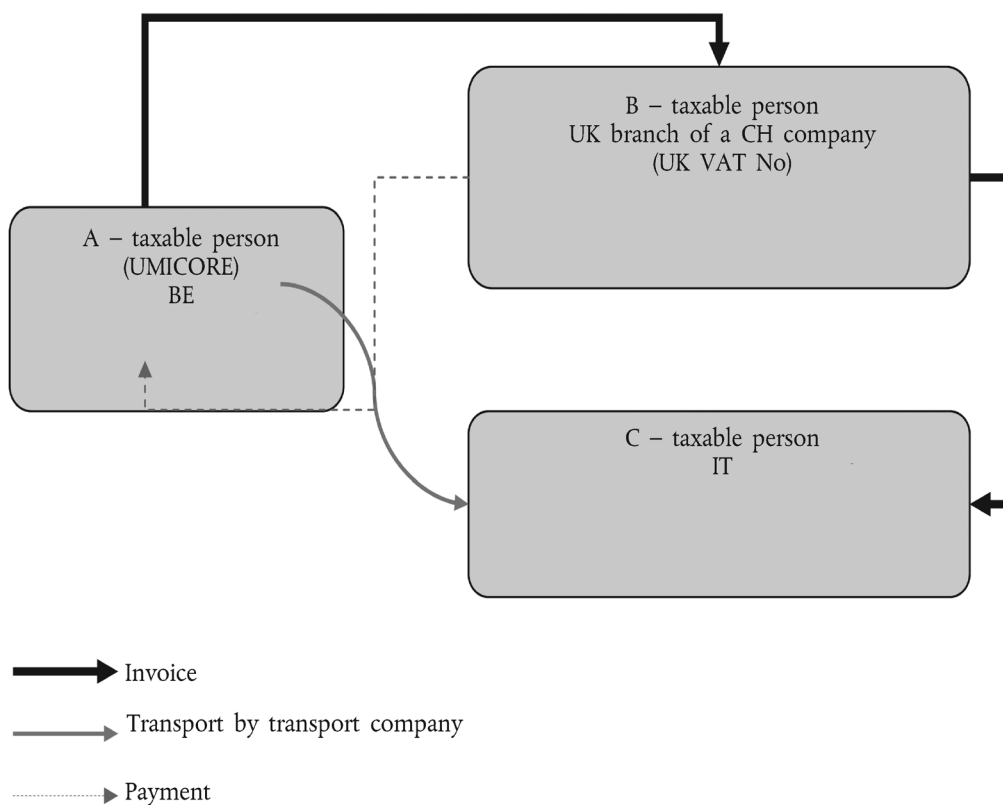 B – taxable person
UK branch of a CH company
(UK VAT No)
A – taxable person
(UMICORE)
BE
C – taxable person
IT
Invoice
Transport by transport company
Payment